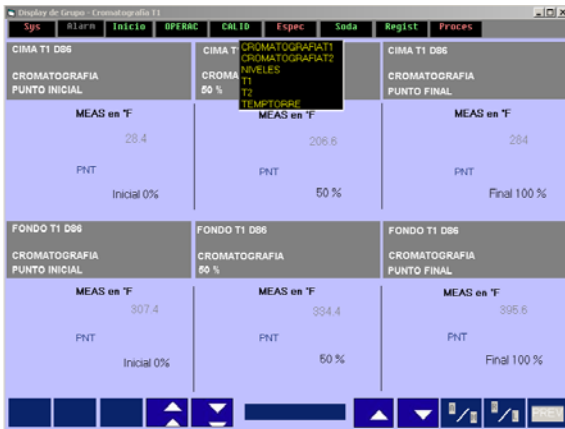 Display de Grupo - Cromatografía T1
Sys Alarm Inicio OPERAC CALID Espec Soda Regist Proces
CROMATOGRAFIAT1
CROMATOGRAFIAT2
NIVELES
T1
T2
TEMPTORRE
CIMA T1 D86
CROMATOGRAFIA
PUNTO INICIAL
MEAS en °F
28.4
PNT
Inicial 0%
CIMA T
CROMA
50 %
MEAS en °F
206.6
PNT
50 %
CIMA T1 D86
CROMATOGRAFIA
PUNTO FINAL
MEAS en °F
284
PNT
Final 100 %
FONDO T1 D86
CROMATOGRAFIA
PUNTO INICIAL
MEAS en °F
307.4
PNT
Inicial 0%
FONDO T1 D86
CROMATOGRAFIA
50 %
MEAS en °F
334.4
PNT
50 %
FONDO T1 D86
CROMATOGRAFIA
PUNTO FINAL
MEAS en °F
395.6
PNT
Final 100 %
PREV